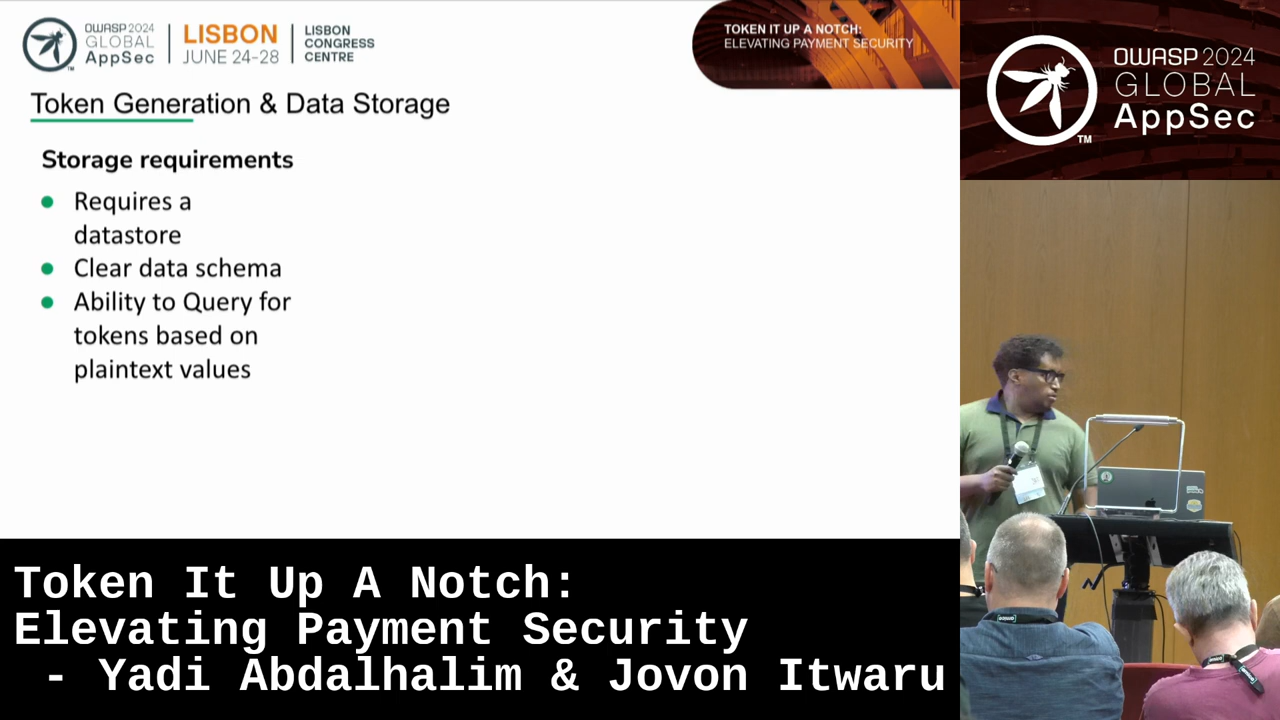 OWASP 2024
GLOBAL
AppSec
TM
LISBON
JUNE 24-28
LISBON
CONGRESS
CENTRE
TOKEN IT UP A NOTCH:
ELEVATING PAYMENT SECURITY
Token Generation & Data Storage
Storage requirements
Requires a
datastore
Clear data schema
Ability to Query for
tokens based on
plaintext values
OWASP 2024
GLOBAL
AppSec
TM
Token It Up A Notch:
Elevating Payment Security
- Yadi Abdalhalim & Jovon Itwaru